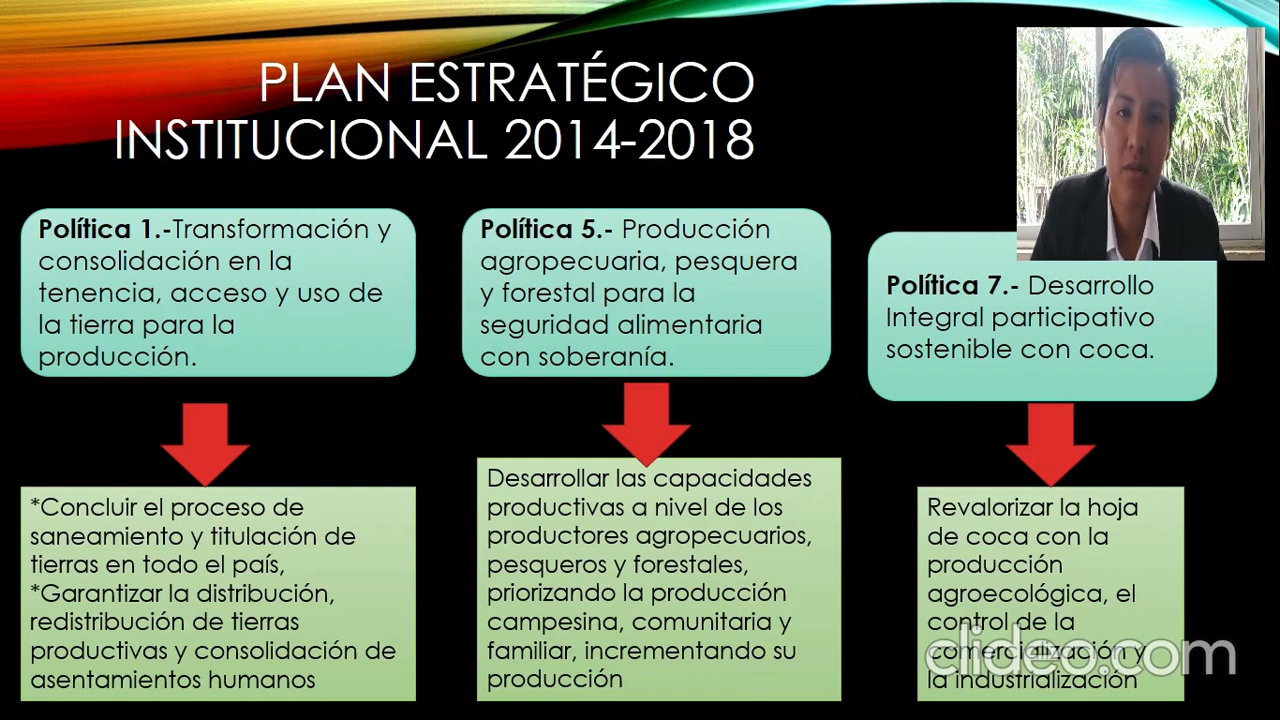 PLAN ESTRATÉGICO
INSTITUCIONAL 2014-2018
Política 1.-Transformación y
consolidación en la
tenencia, acceso y uso de
la tierra para la
producción.
Política 5.- Producción
agropecuaria, pesquera
y forestal para la
seguridad alimentaria
con soberanía.
Política 7.- Desarrollo
Integral participativo
sostenible con coca.
*Concluir el proceso de
saneamiento y titulación de
tierras en todo el país,
*Garantizar la distribución,
redistribución de tierras
productivas y consolidación de
asentamientos humanos
Desarrollar las capacidades
productivas a nivel de los
productores agropecuarios,
pesqueros y forestales,
priorizando la producción
campesina, comunitaria y
familiar, incrementando su
producción
Revalorizar la hoja
de coca con la
producción
agroecológica, el
control de la
comercialización y
la industrialización
clideo.com